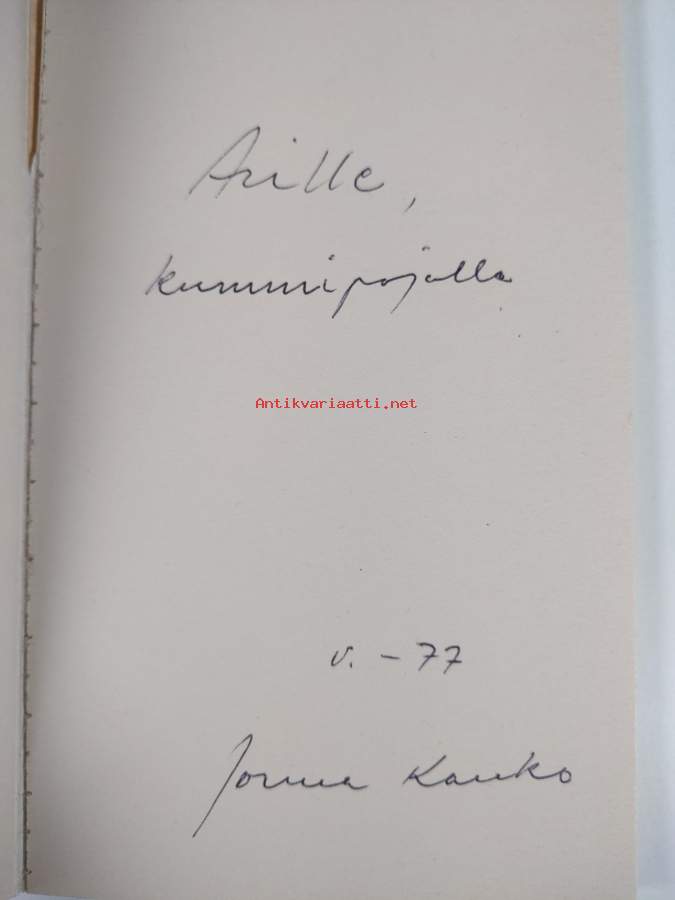 Arille,
kummipojalle
Antikvariaatti.net
v. - 77
Jorma Kauko